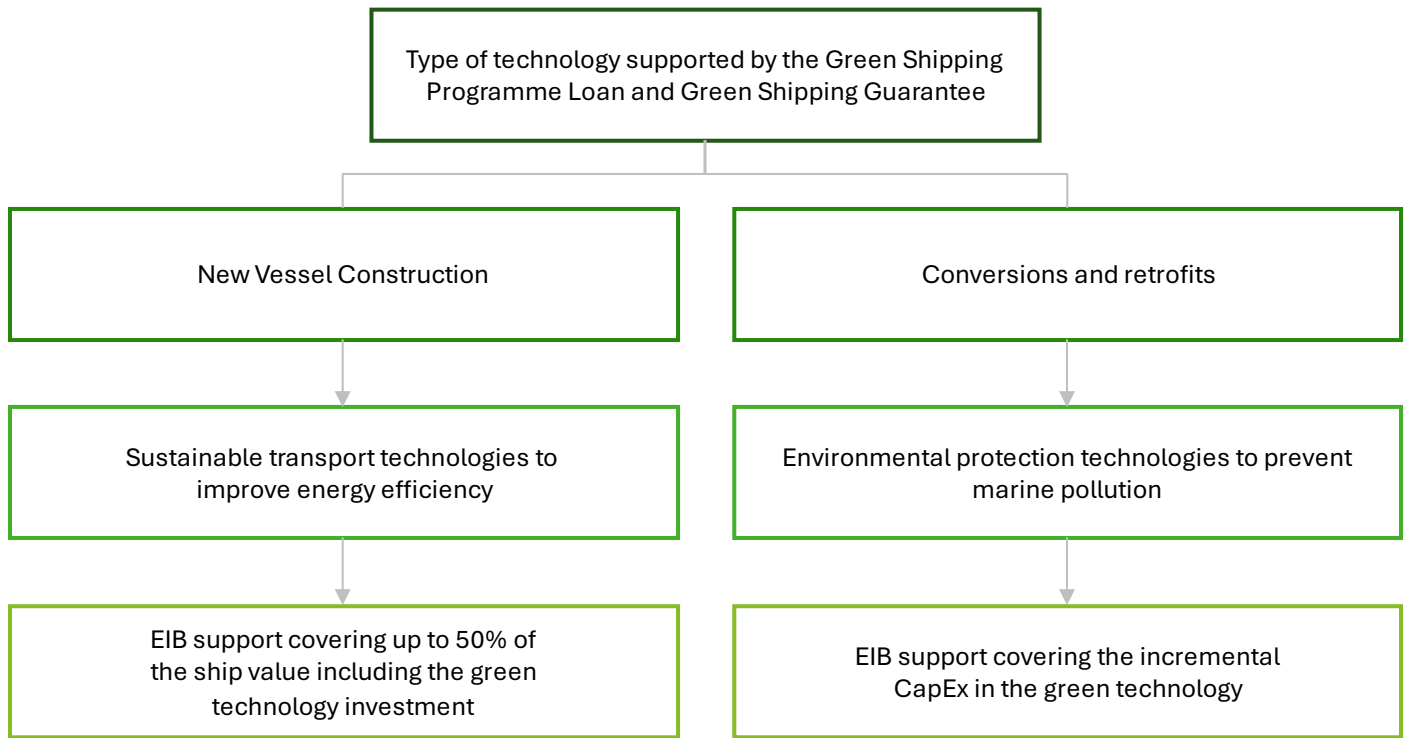 Type of technology supported by the Green Shipping
Programme Loan and Green Shipping Guarantee
New Vessel Construction
Conversions and retrofits
Sustainable transport technologies to
improve energy efficiency
Environmental protection technologies to prevent
marine pollution
EIB support covering up to 50% of
the ship value including the green
technology investment
EIB support covering the incremental
CapEx in the green technology